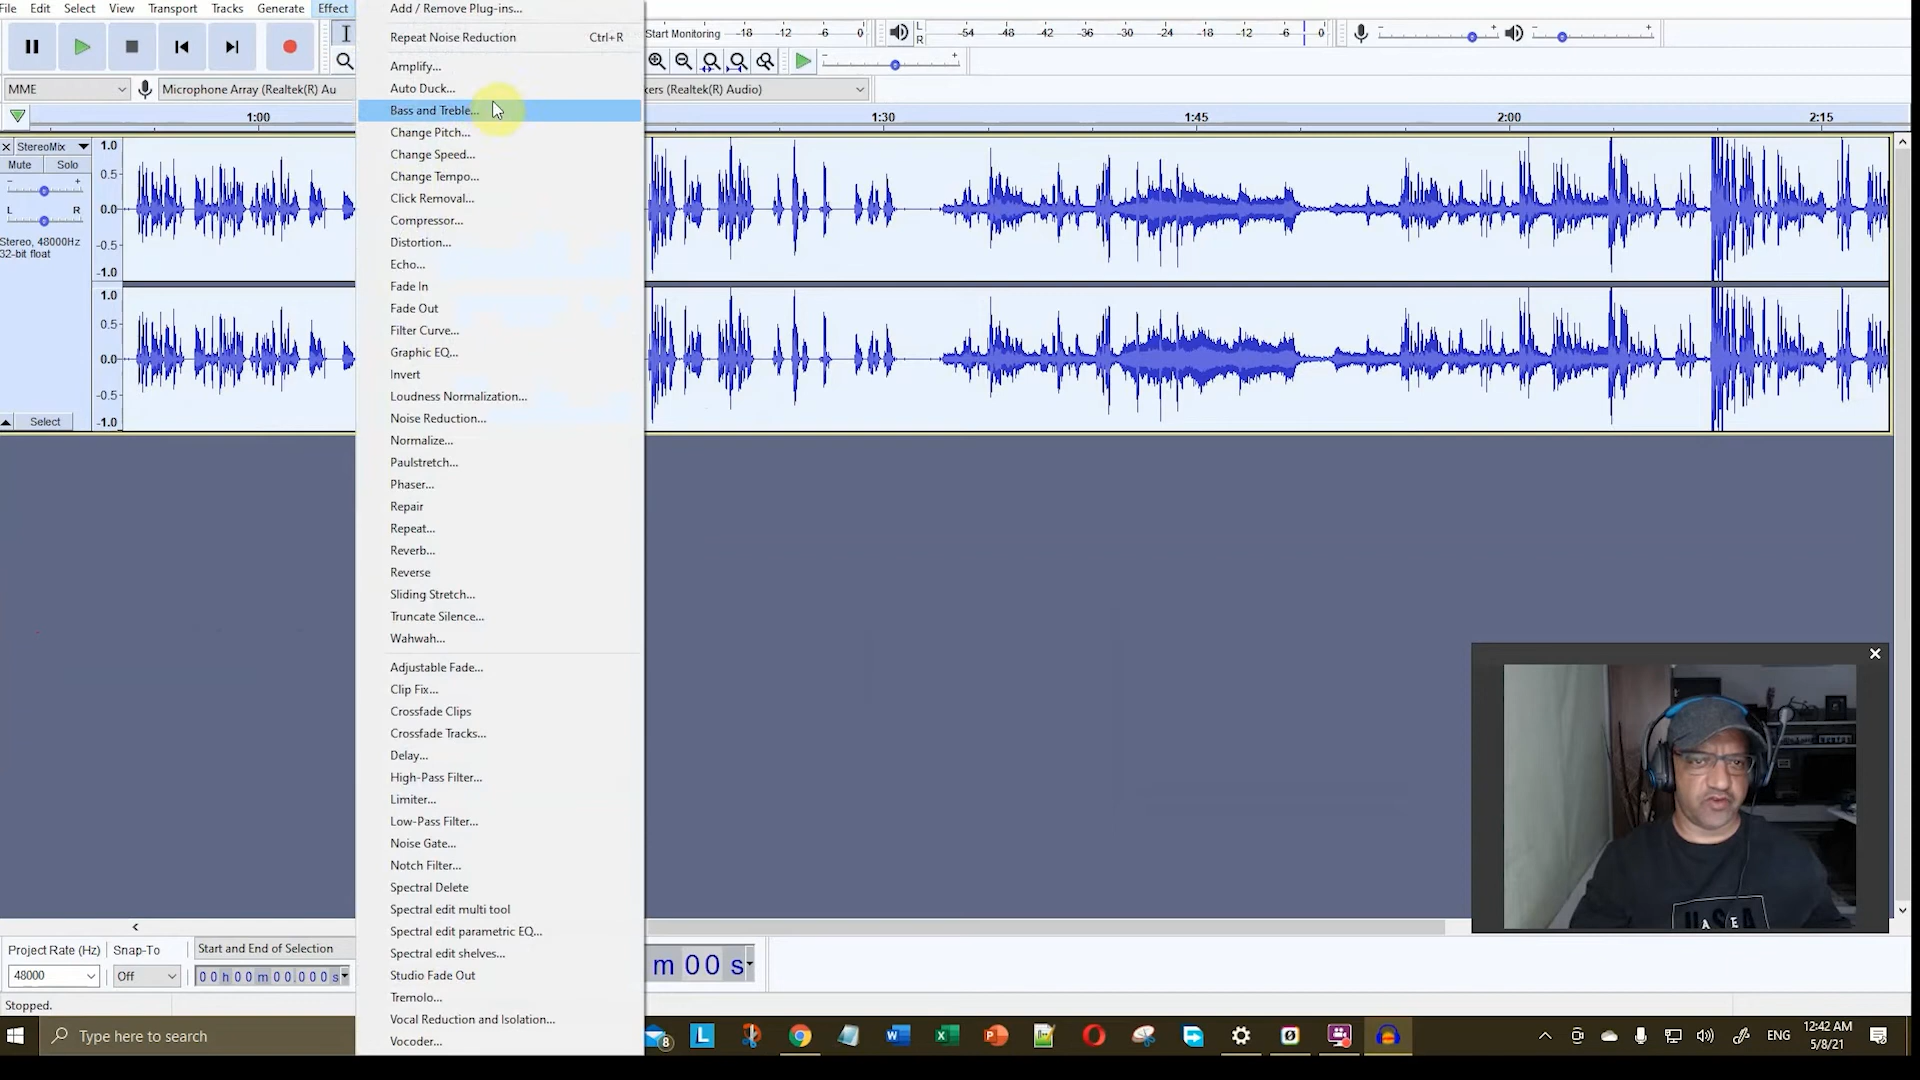 File Edit Select View Transport Tracks Generate Effect
Add / Remove Plug-ins...
Repeat Noise Reduction Ctrl+R
Amplify...
Auto Duck...
Bass and Treble...
Change Pitch...
Change Speed...
Change Tempo...
Click Removal...
Compressor...
Distortion...
Echo...
Fade In
Fade Out
Filter Curve...
Graphic EQ...
Invert
Loudness Normalization...
Noise Reduction...
Normalize...
Paulstretch...
Phaser...
Repair
Repeat...
Reverb...
Reverse
Sliding Stretch...
Truncate Silence...
Wahwah...
Adjustable Fade...
Clip Fix...
Crossfade Clips
Crossfade Tracks...
Delay...
High-Pass Filter...
Limiter...
Low-Pass Filter...
Noise Gate...
Notch Filter...
Spectral Delete
Spectral edit multi tool
Spectral edit parametric EQ...
Spectral edit shelves...
Studio Fade Out
Tremolo...
Vocal Reduction and Isolation...
Vocoder...
Start Monitoring -18 -12 -6 0
L
R
-54 -48 -42 -36 -30 -24 -18 -12 -6 0
MME
Microphone Array (Realtek(R) Au
kers (Realtek(R) Audio)
1:00 1:30 1:45 2:00 2:15
StereoMix
Mute Solo
L R
Stereo, 48000Hz
32-bit float
Select
1.0
0.5
0.0
-0.5
-1.0
1.0
0.5
0.0
-0.5
-1.0
Project Rate (Hz) Snap-To Start and End of Selection
48000 Off 00 h 00 m 00.000 s
m 00 s
Stopped.
Type here to search
8
L
ENG
12:42 AM
5/8/21